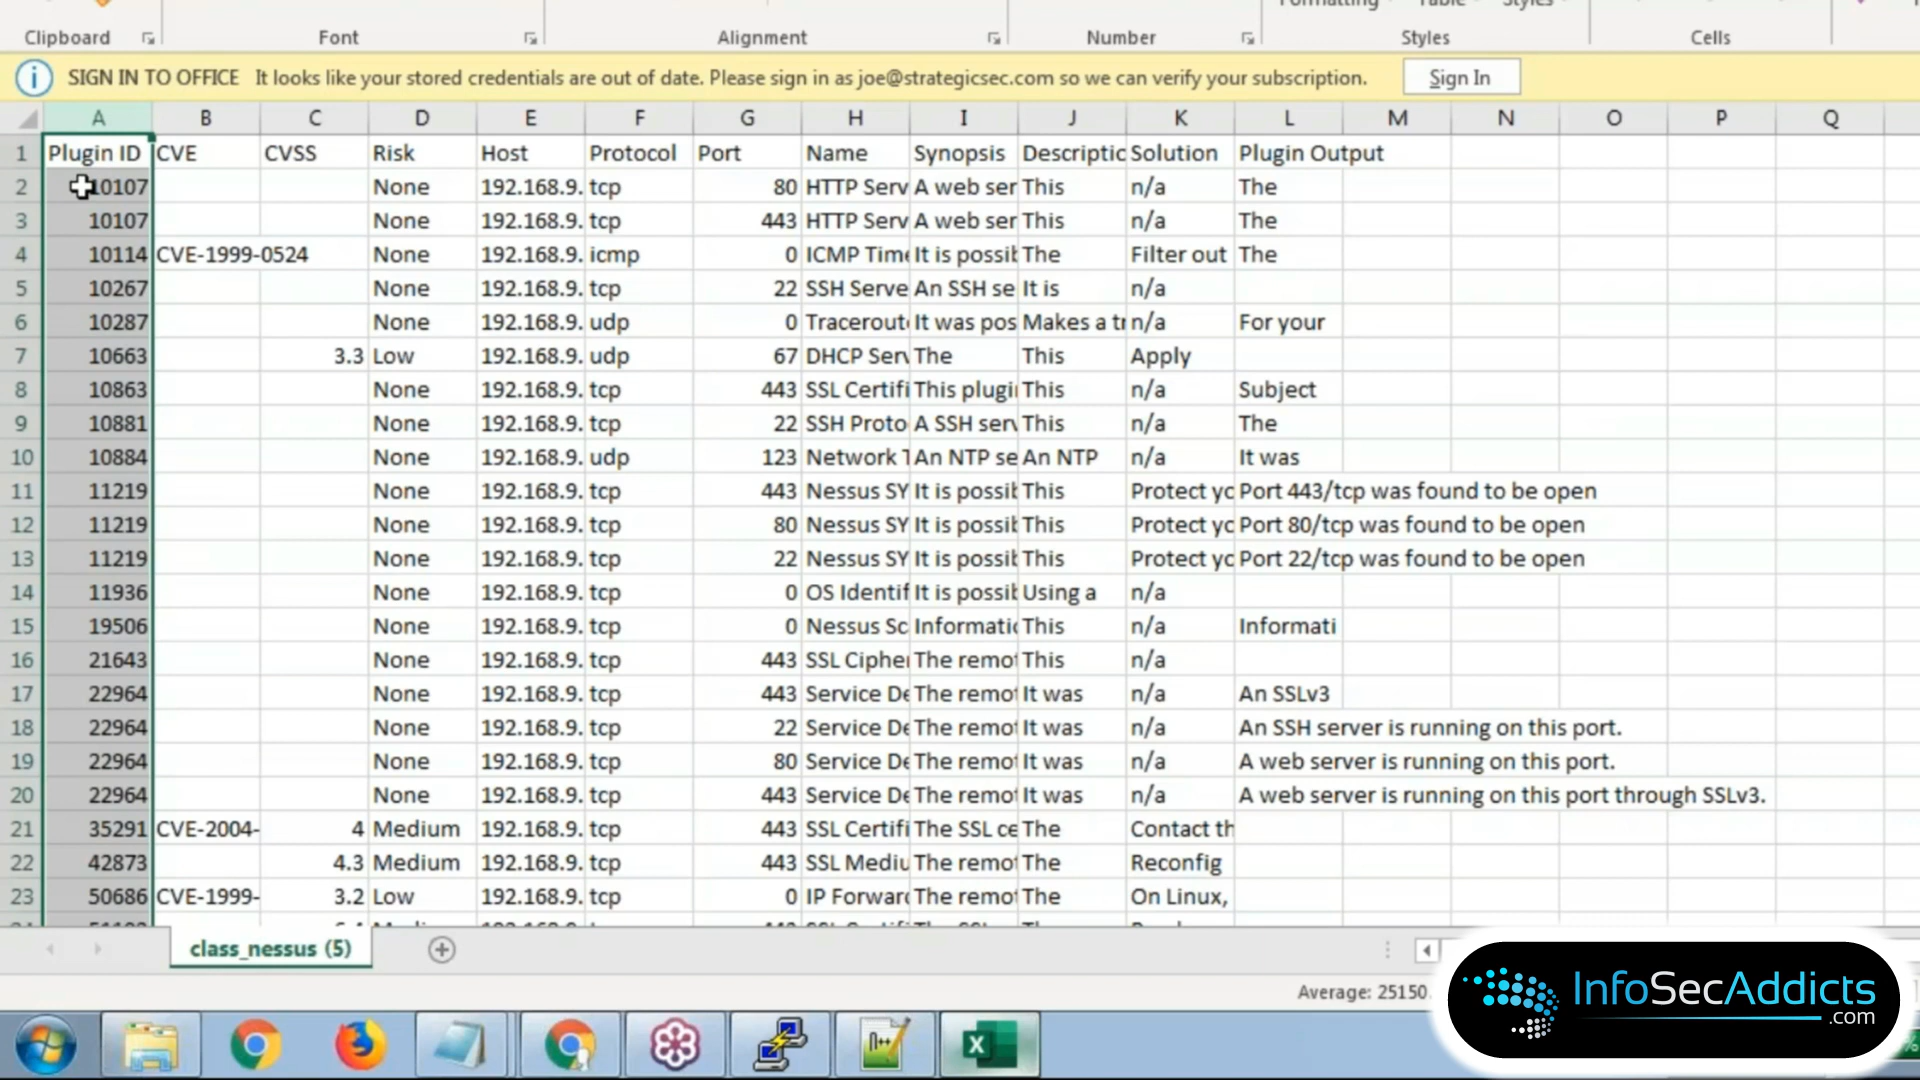 Clipboard Font Alignment Number Styles Cells
SIGN IN TO OFFICE It looks like your stored credentials are out of date. Please sign in as joe@strategicsec.com so we can verify your subscription. Sign In
A B C D E F G H I J K L M N O P Q
1 Plugin ID CVE CVSS Risk Host Protocol Port Name Synopsis Descriptic Solution Plugin Output
2 10107 None 192.168.9. tcp 80 HTTP Serv A web ser This n/a The
3 10107 None 192.168.9. tcp 443 HTTP Serv A web ser This n/a The
4 10114 CVE-1999-0524 None 192.168.9. icmp 0 ICMP Time It is possib The Filter out The
5 10267 None 192.168.9. tcp 22 SSH Serve An SSH se It is n/a
6 10287 None 192.168.9. udp 0 Tracerout It was pos Makes a tr n/a For your
7 10663 3.3 Low 192.168.9. udp 67 DHCP Serv The This Apply
8 10863 None 192.168.9. tcp 443 SSL Certifi This plugi This n/a Subject
9 10881 None 192.168.9. tcp 22 SSH Proto A SSH serv This n/a The
10 10884 None 192.168.9. udp 123 Network T An NTP se An NTP n/a It was
11 11219 None 192.168.9. tcp 443 Nessus SY It is possib This Protect yo Port 443/tcp was found to be open
12 11219 None 192.168.9. tcp 80 Nessus SY It is possib This Protect yo Port 80/tcp was found to be open
13 11219 None 192.168.9. tcp 22 Nessus SY It is possib This Protect yo Port 22/tcp was found to be open
14 11936 None 192.168.9. tcp 0 OS Identif It is possib Using a n/a
15 19506 None 192.168.9. tcp 0 Nessus Sc Informatic This n/a Informati
16 21643 None 192.168.9. tcp 443 SSL Cipher The remot This n/a
17 22964 None 192.168.9. tcp 443 Service De The remot It was n/a An SSLv3
18 22964 None 192.168.9. tcp 22 Service De The remot It was n/a An SSH server is running on this port.
19 22964 None 192.168.9. tcp 80 Service De The remot It was n/a A web server is running on this port.
20 22964 None 192.168.9. tcp 443 Service De The remot It was n/a A web server is running on this port through SSLv3.
21 35291 CVE-2004- 4 Medium 192.168.9. tcp 443 SSL Certifi The SSL ce The Contact th
22 42873 4.3 Medium 192.168.9. tcp 443 SSL Mediu The remot The Reconfig
23 50686 CVE-1999- 3.2 Low 192.168.9. tcp 0 IP Forward The remot The On Linux,
class_nessus (5)
Average: 25150.
InfoSecAddicts
.com